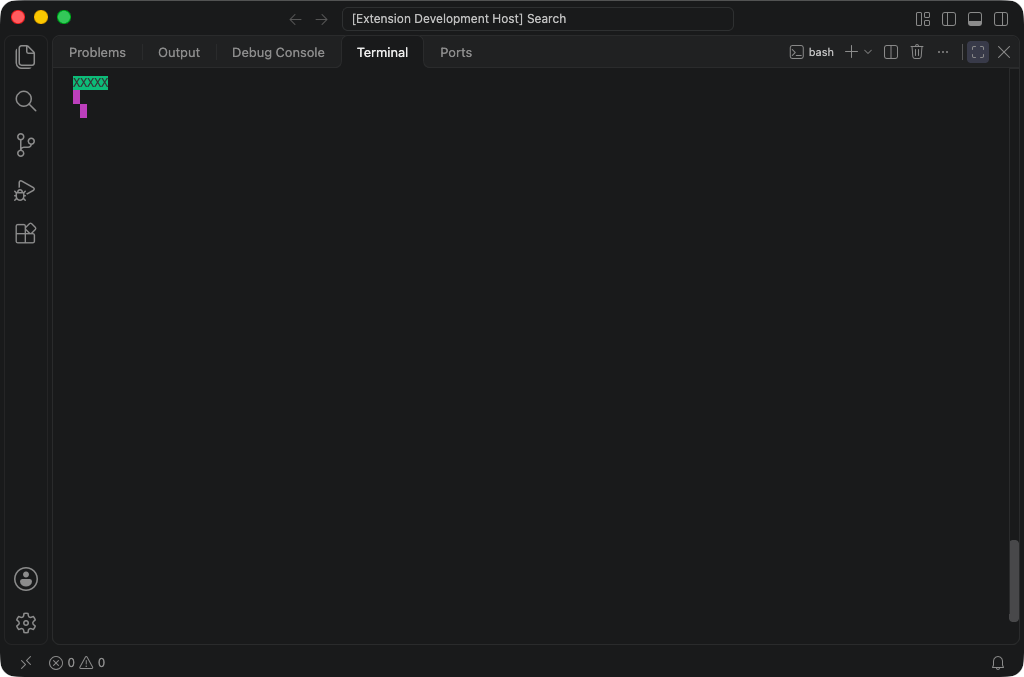 [Extension Development Host] Search
Problems Output Debug Console Terminal Ports bash
XXXXX
0 0